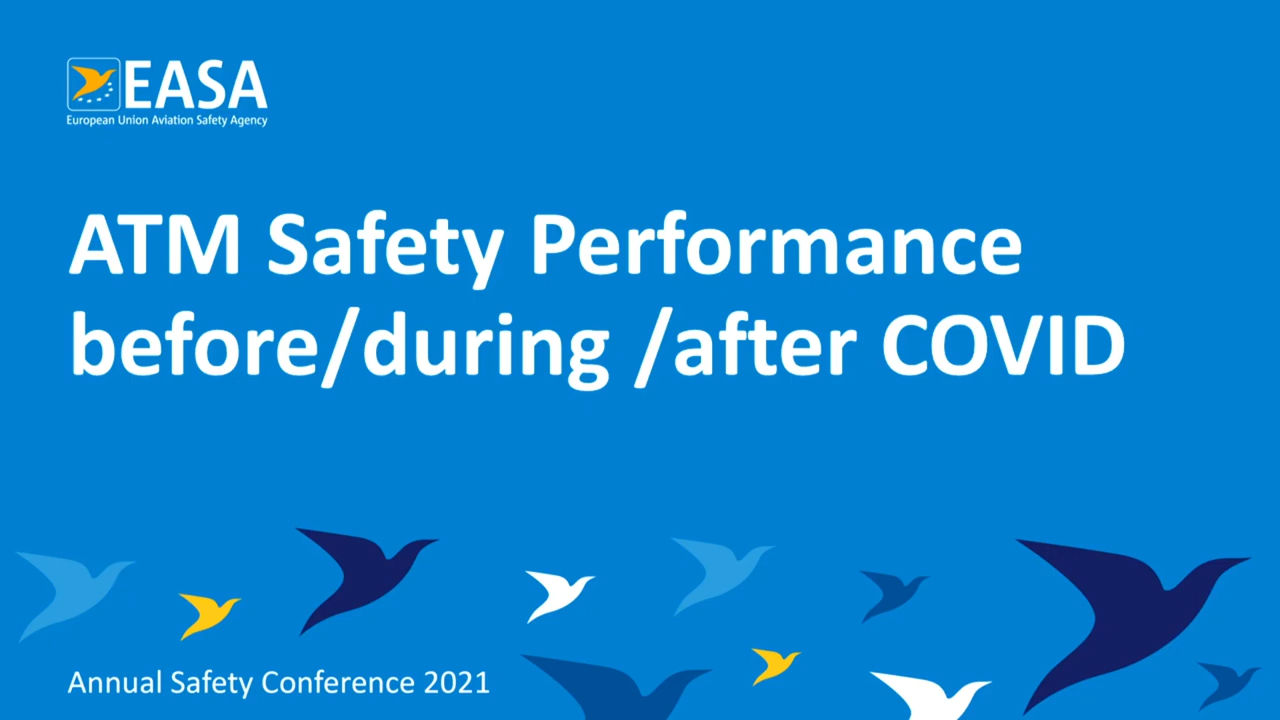 EASA
European Union Aviation Safety Agency
ATM Safety Performance
before/during /after COVID
Annual Safety Conference 2021